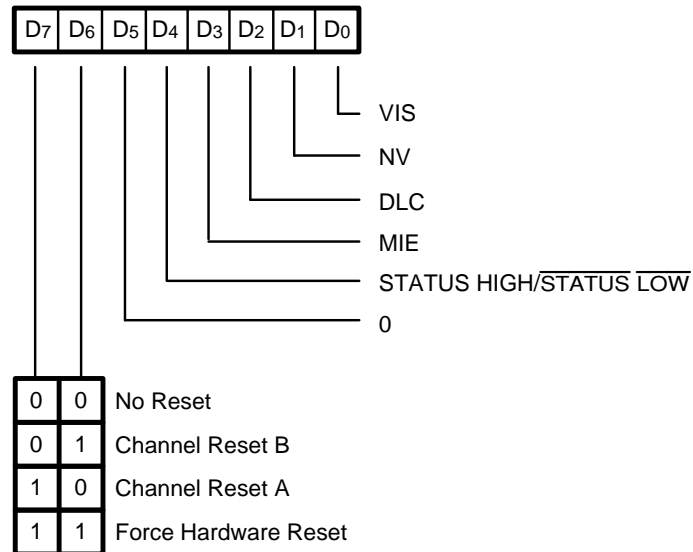 D7 D6 D5 D4 D3 D2 D1 D0
VIS
NV
DLC
MIE
STATUS HIGH/STATUS LOW
0
0 0 No Reset
0 1 Channel Reset B
1 0 Channel Reset A
1 1 Force Hardware Reset